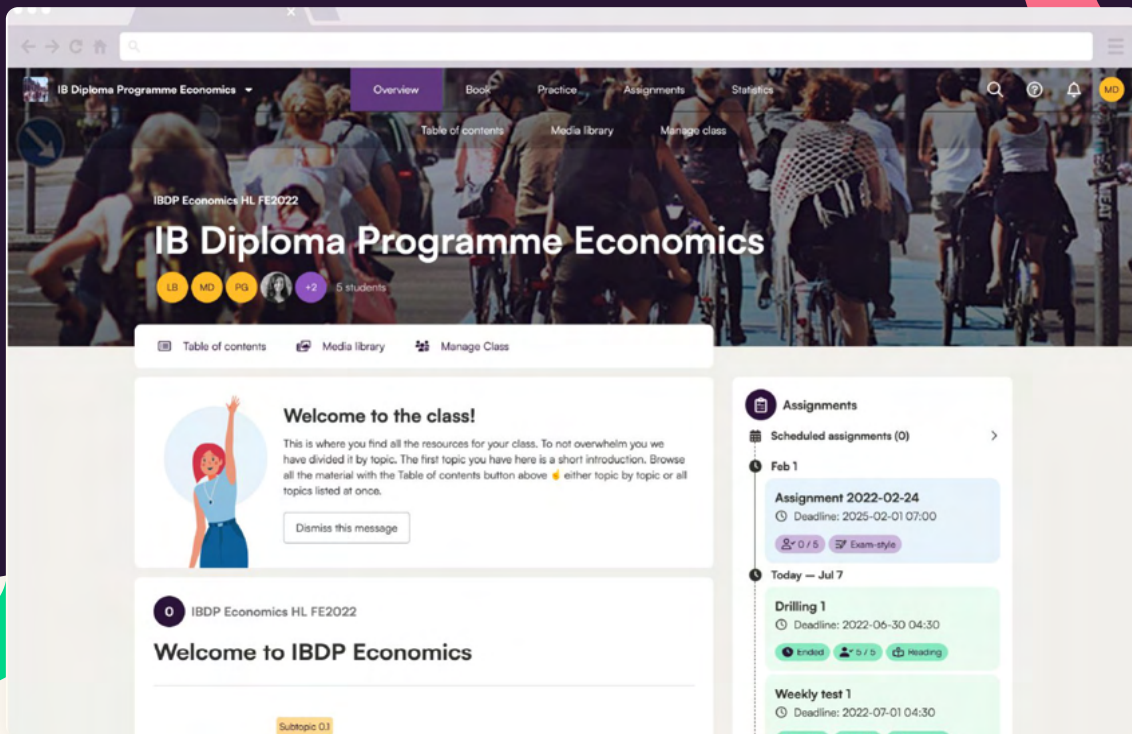 IB Diploma Programme Economics
Overview
Book
Practice
Assignments
Statistics
MD
Table of contents
Media library
Manage class
IBDP Economics HL FE2022
IB Diploma Programme Economics
LB
MD
PG
+2
5 students
Table of contents
Media library
Manage Class
Welcome to the class!
This is where you find all the resources for your class. To not overwhelm you we
have divided it by topic. The first topic you have here is a short introduction. Browse
all the material with the Table of contents button above ☝ either topic by topic or all
topics listed at once.
Dismiss this message
0 IBDP Economics HL FE2022
Welcome to IBDP Economics
Subtopic 0.1
Assignments
Scheduled assignments (0)
Feb 1
Assignment 2022-02-24
Deadline: 2025-02-01 07:00
0 / 5
Exam-style
Today — Jul 7
Drilling 1
Deadline: 2022-06-30 04:30
Ended
5 / 5
Reading
Weekly test 1
Deadline: 2022-07-01 04:30